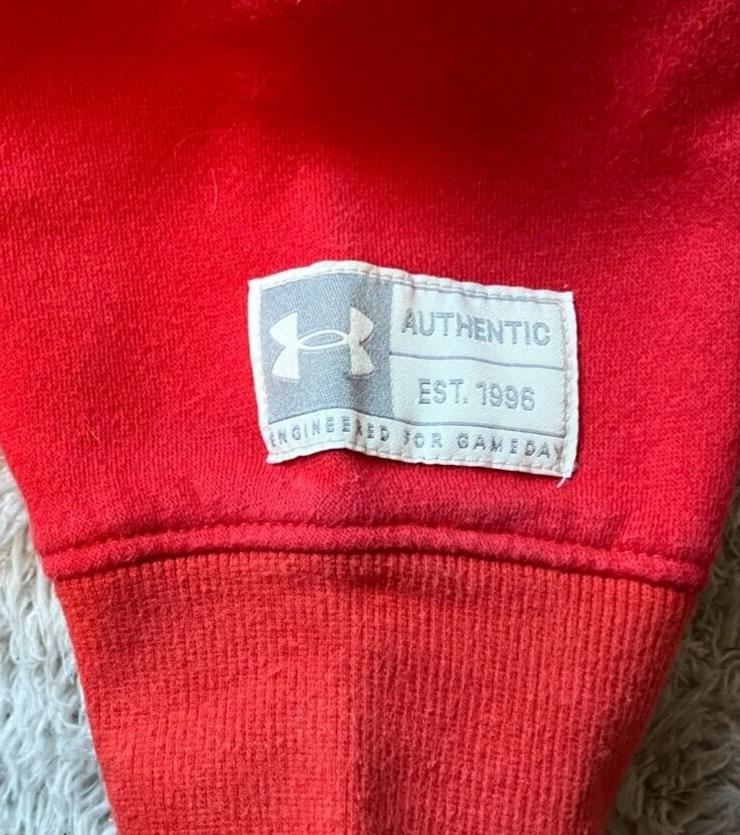 AUTHENTIC
EST. 1996
ENGINEERED FOR GAMEDAY